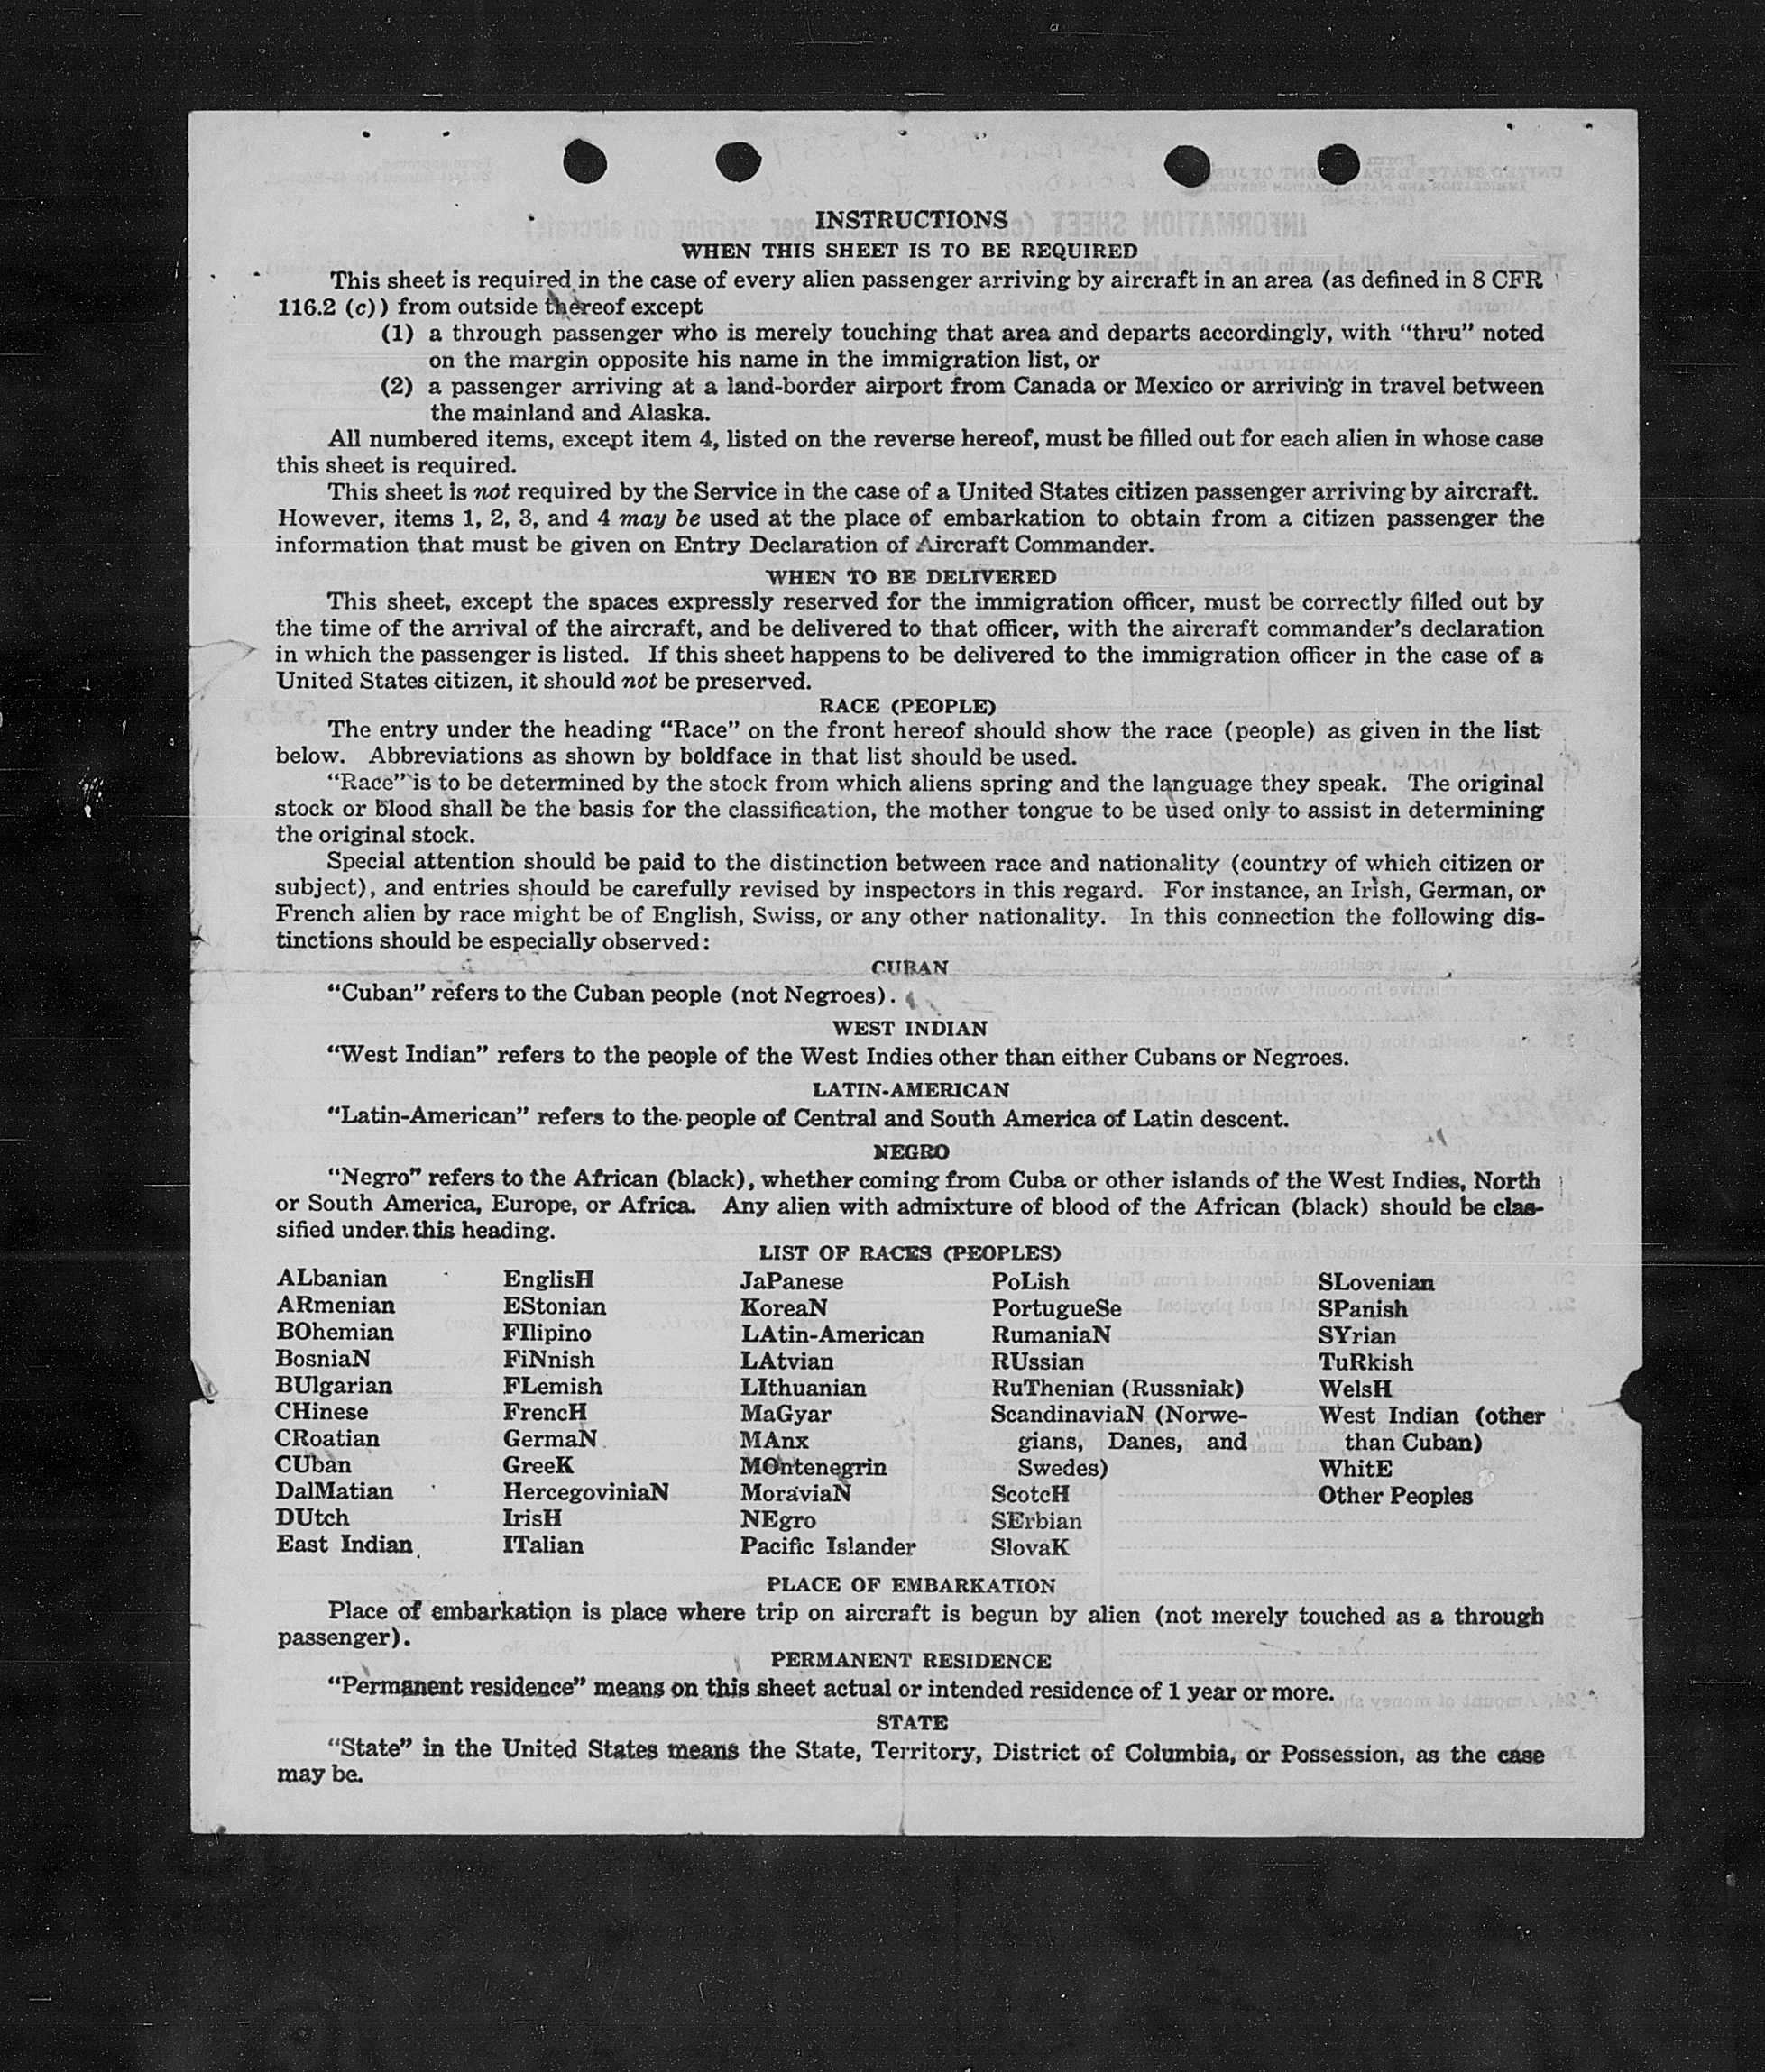 INSTRUCTIONS
WHEN THIS SHEET IS TO BE REQUIRED
This sheet is required in the case of every alien passenger arriving by aircraft in an area (as defined in 8 CFR
116.2 (c)) from outside thereof except
(1) a through passenger who is merely touching that area and departs accordingly, with “thru” noted
on the margin opposite his name in the immigration list, or
(2) a passenger arriving at a land-border airport from Canada or Mexico or arriving in travel between
the mainland and Alaska.
All numbered items, except item 4, listed on the reverse hereof, must be filled out for each alien in whose case
this sheet is required.
This sheet is not required by the Service in the case of a United States citizen passenger arriving by aircraft.
However, items 1, 2, 3, and 4 may be used at the place of embarkation to obtain from a citizen passenger the
information that must be given on Entry Declaration of Aircraft Commander.
WHEN TO BE DELIVERED
This sheet, except the spaces expressly reserved for the immigration officer, must be correctly filled out by
the time of the arrival of the aircraft, and be delivered to that officer, with the aircraft commander’s declaration
in which the passenger is listed. If this sheet happens to be delivered to the immigration officer in the case of a
United States citizen, it should not be preserved.
RACE (PEOPLE)
The entry under the heading “Race” on the front hereof should show the race (people) as given in the list
below. Abbreviations as shown by boldface in that list should be used.
“Race” is to be determined by the stock from which aliens spring and the language they speak. The original
stock or blood shall be the basis for the classification, the mother tongue to be used only to assist in determining
the original stock.
Special attention should be paid to the distinction between race and nationality (country of which citizen or
subject), and entries should be carefully revised by inspectors in this regard. For instance, an Irish, German, or
French alien by race might be of English, Swiss, or any other nationality. In this connection the following dis-
tinctions should be especially observed:
CUBAN
“Cuban” refers to the Cuban people (not Negroes).
WEST INDIAN
“West Indian” refers to the people of the West Indies other than either Cubans or Negroes.
LATIN-AMERICAN
“Latin-American” refers to the people of Central and South America of Latin descent.
NEGRO
“Negro” refers to the African (black), whether coming from Cuba or other islands of the West Indies, North
or South America, Europe, or Africa. Any alien with admixture of blood of the African (black) should be clas-
sified under this heading.
LIST OF RACES (PEOPLES)
ALbanian
ARmenian
BOhemian
BosniaN
BUlgarian
CHinese
CRoatian
CUban
DalMatian
DUtch
East Indian
EnglisH
EStonian
FIlipino
FiNnish
FLemish
FrencH
GermaN
GreeK
HercegoviniaN
IrisH
ITalian
JaPanese
KoreaN
LAtin-American
LAtvian
LIthuanian
MaGyar
MAnx
MOntenegrin
MoraviaN
NEgro
Pacific Islander
PoLish
PortugueSe
RumaniaN
RUssian
RuThenian (Russniak)
ScandinaviaN (Norwe-
gians, Danes, and
Swedes)
ScotcH
SErbian
SlovaK
SLovenian
SPanish
SYrian
TuRkish
WelsH
West Indian (other
than Cuban)
WhitE
Other Peoples
PLACE OF EMBARKATION
Place of embarkation is place where trip on aircraft is begun by alien (not merely touched as a through
passenger).
PERMANENT RESIDENCE
“Permanent residence” means on this sheet actual or intended residence of 1 year or more.
STATE
“State” in the United States means the State, Territory, District of Columbia, or Possession, as the case
may be.